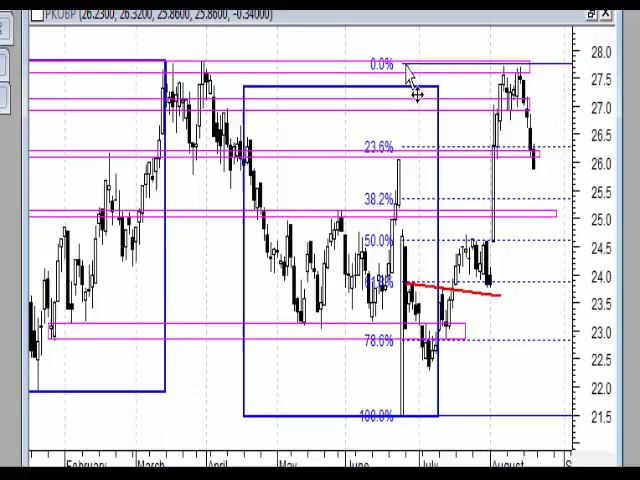 PKOBP (26.2300, 26.3200, 25.8600, 25.8600, -0.34000)
28.0
0.0%
27.5
27.0
26.5
23.6%
26.0
25.5
38.2%
25.0
50.0%
24.5
24.0
61.8%
23.5
23.0
78.6%
22.5
22.0
100.0%
21.5
February
March
April
May
June
July
August